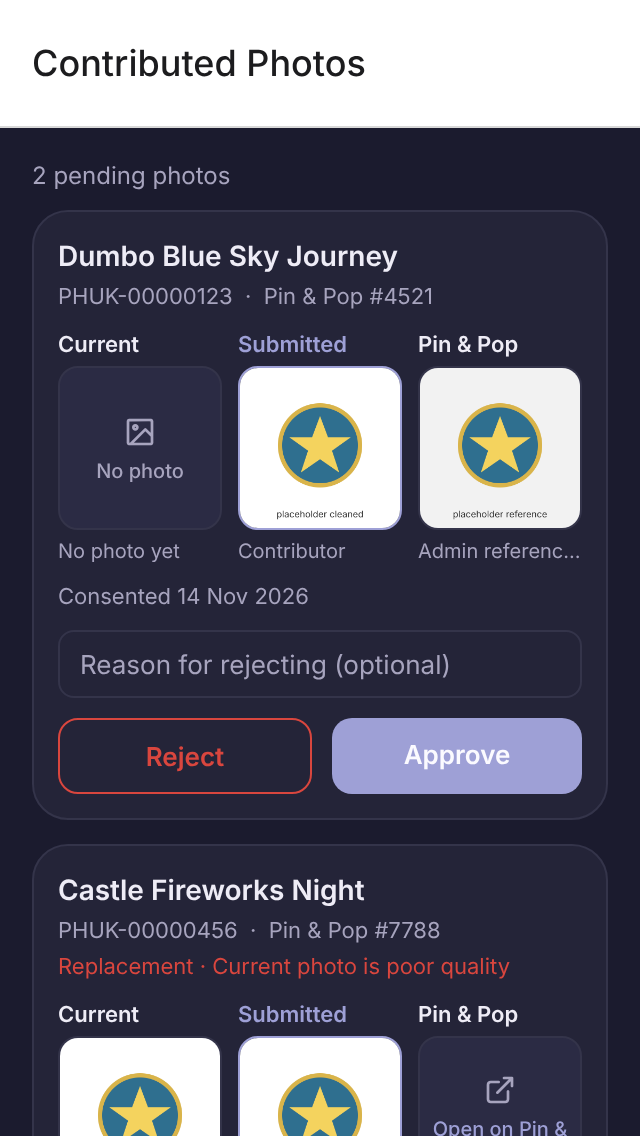 Contributed Photos
2 pending photos
Dumbo Blue Sky Journey
PHUK-00000123 · Pin & Pop #4521
Current Submitted Pin & Pop
No photo
placeholder cleaned placeholder reference
No photo yet Contributor Admin referenc...
Consented 14 Nov 2026
Reason for rejecting (optional)
Reject Approve
Castle Fireworks Night
PHUK-00000456 · Pin & Pop #7788
Replacement · Current photo is poor quality
Current Submitted Pin & Pop
Open on Pin &